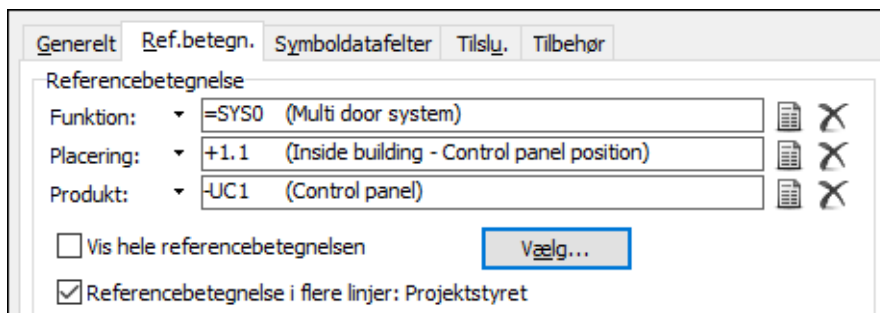 Generelt Ref.betegn. Symboldatafelter Tilslu. Tilbehør
Referencebetegnelse
Funktion: =SYS0 (Multi door system)
Placering: +1.1 (Inside building - Control panel position)
Produkt: -UC1 (Control panel)
Vis hele referencebetegnelsen Vælg...
Referencebetegnelse i flere linjer: Projektstyret